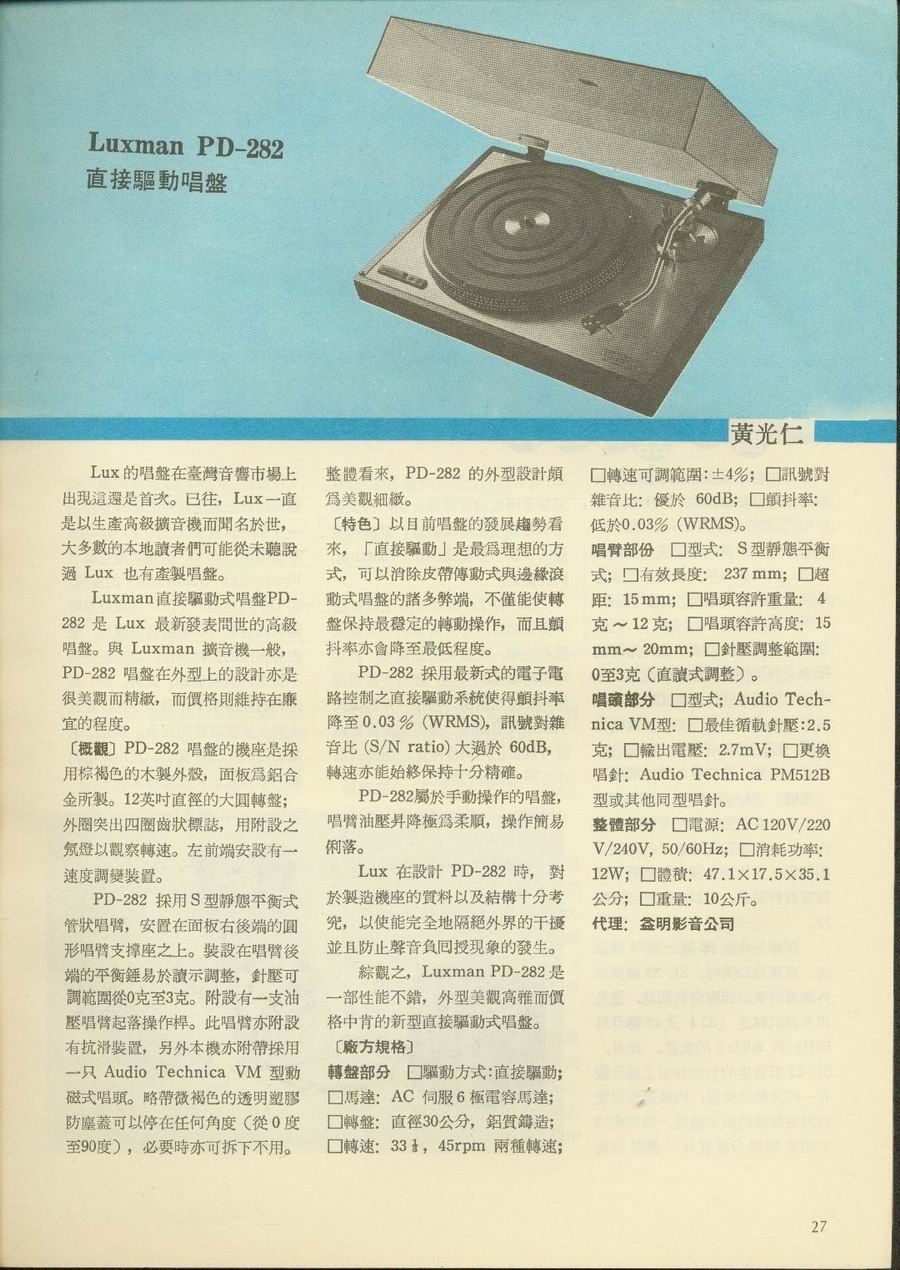 Luxman PD-282
直接驅動唱盤
黃光仁
Lux 的唱盤在臺灣音響市場上
出現這還是首次。已往，Lux一直
是以生產高級擴音機而聞名於世，
大多數的本地讀者們可能從未聽說
過 Lux 也有產製唱盤。
Luxman直接驅動式唱盤PD-
282 是 Lux 最新發表問世的高級
唱盤。與 Luxman 擴音機一般，
PD-282 唱盤在外型上的設計亦是
很美觀而精緻，而價格則維持在廉
宜的程度。
〔概觀〕PD-282 唱盤的機座是採
用棕褐色的木製外殼，面板爲鋁合
金所製。12英吋直徑的大圓轉盤；
外圈突出四圈齒狀標誌，用附設之
氖燈以觀察轉速。左前端安設有一
速度調變裝置。
PD-282 採用S型靜態平衡式
管狀唱臂，安置在面板右後端的圓
形唱臂支撐座之上。裝設在唱臂後
端的平衡錘易於讀示調整，針壓可
調範圍從0克至3克。附設有一支油
壓唱臂起落操作桿。此唱臂亦附設
有抗滑裝置，另外本機亦附帶採用
一只 Audio Technica VM 型動
磁式唱頭。略帶微褐色的透明塑膠
防塵蓋可以停在任何角度（從 0 度
至90度），必要時亦可拆下不用。
整體看來，PD-282 的外型設計頗
爲美觀細緻。
〔特色〕以目前唱盤的發展趨勢看
來，「直接驅動」是最爲理想的方
式，可以消除皮帶傳動式與邊緣滾
動式唱盤的諸多弊端，不僅能使轉
盤保持最穩定的轉動操作，而且顫
抖率亦會降至最低程度。
PD-282 採用最新式的電子電
路控制之直接驅動系統使得顫抖率
降至 0.03 % (WRMS)，訊號對雜
音比 (S/N ratio) 大過於 60dB，
轉速亦能始終保持十分精確。
PD-282屬於手動操作的唱盤，
唱臂油壓昇降極爲柔順，操作簡易
俐落。
Lux 在設計 PD-282 時， 對
於製造機座的質料以及結構十分考
究，以使能完全地隔絕外界的干擾
並且防止聲音負囘授現象的發生。
綜觀之，Luxman PD-282 是
一部性能不錯，外型美觀高雅而價
格中肯的新型直接驅動式唱盤。
〔廠方規格〕
轉盤部分 □驅動方式:直接驅動；
□馬達： AC 伺服 6 極電容馬達；
□轉盤： 直徑30公分，鋁質鑄造；
□轉速： 33⅓，45rpm 兩種轉速；
□轉速可調範圍:±4%；□訊號對
雜音比： 優於 60dB；□顫抖率:
低於0.03% (WRMS)。
唱臂部份 □型式： S型靜態平衡
式；□有效長度： 237 mm；□超
距： 15 mm；□唱頭容許重量： 4
克 ～ 12 克；□唱頭容許高度： 15
mm～ 20mm；□針壓調整範圍:
0至3克（直讀式調整）。
唱頭部分 □型式；Audio Tech-
nica VM型: □最佳循軌針壓:2.5
克；□輸出電壓： 2.7mV；□更換
唱針： Audio Technica PM512B
型或其他同型唱針。
整體部分 □電源： AC 120V/220
V/240V，50/60Hz；□消耗功率:
12W；□體積： 47.1×17.5×35.1
公分；□重量： 10公斤。
代理：益明影音公司
27